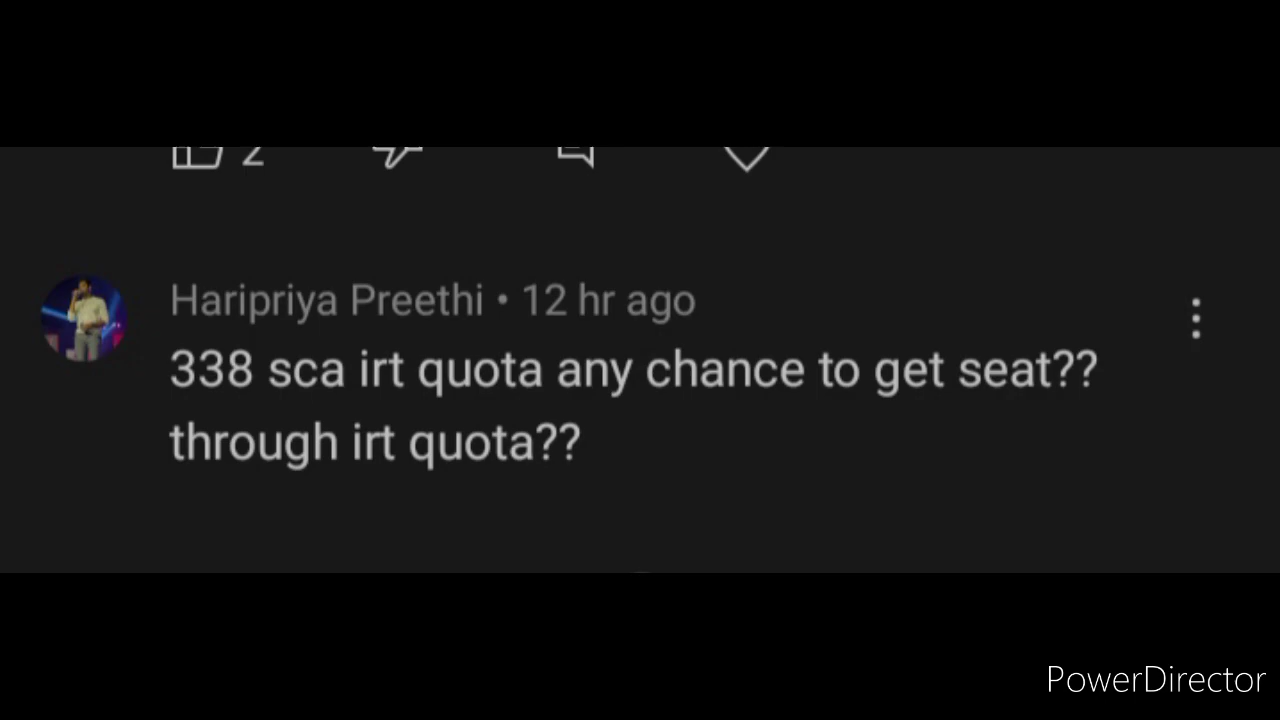 2
Haripriya Preethi • 12 hr ago
338 sca irt quota any chance to get seat??
through irt quota??
PowerDirector